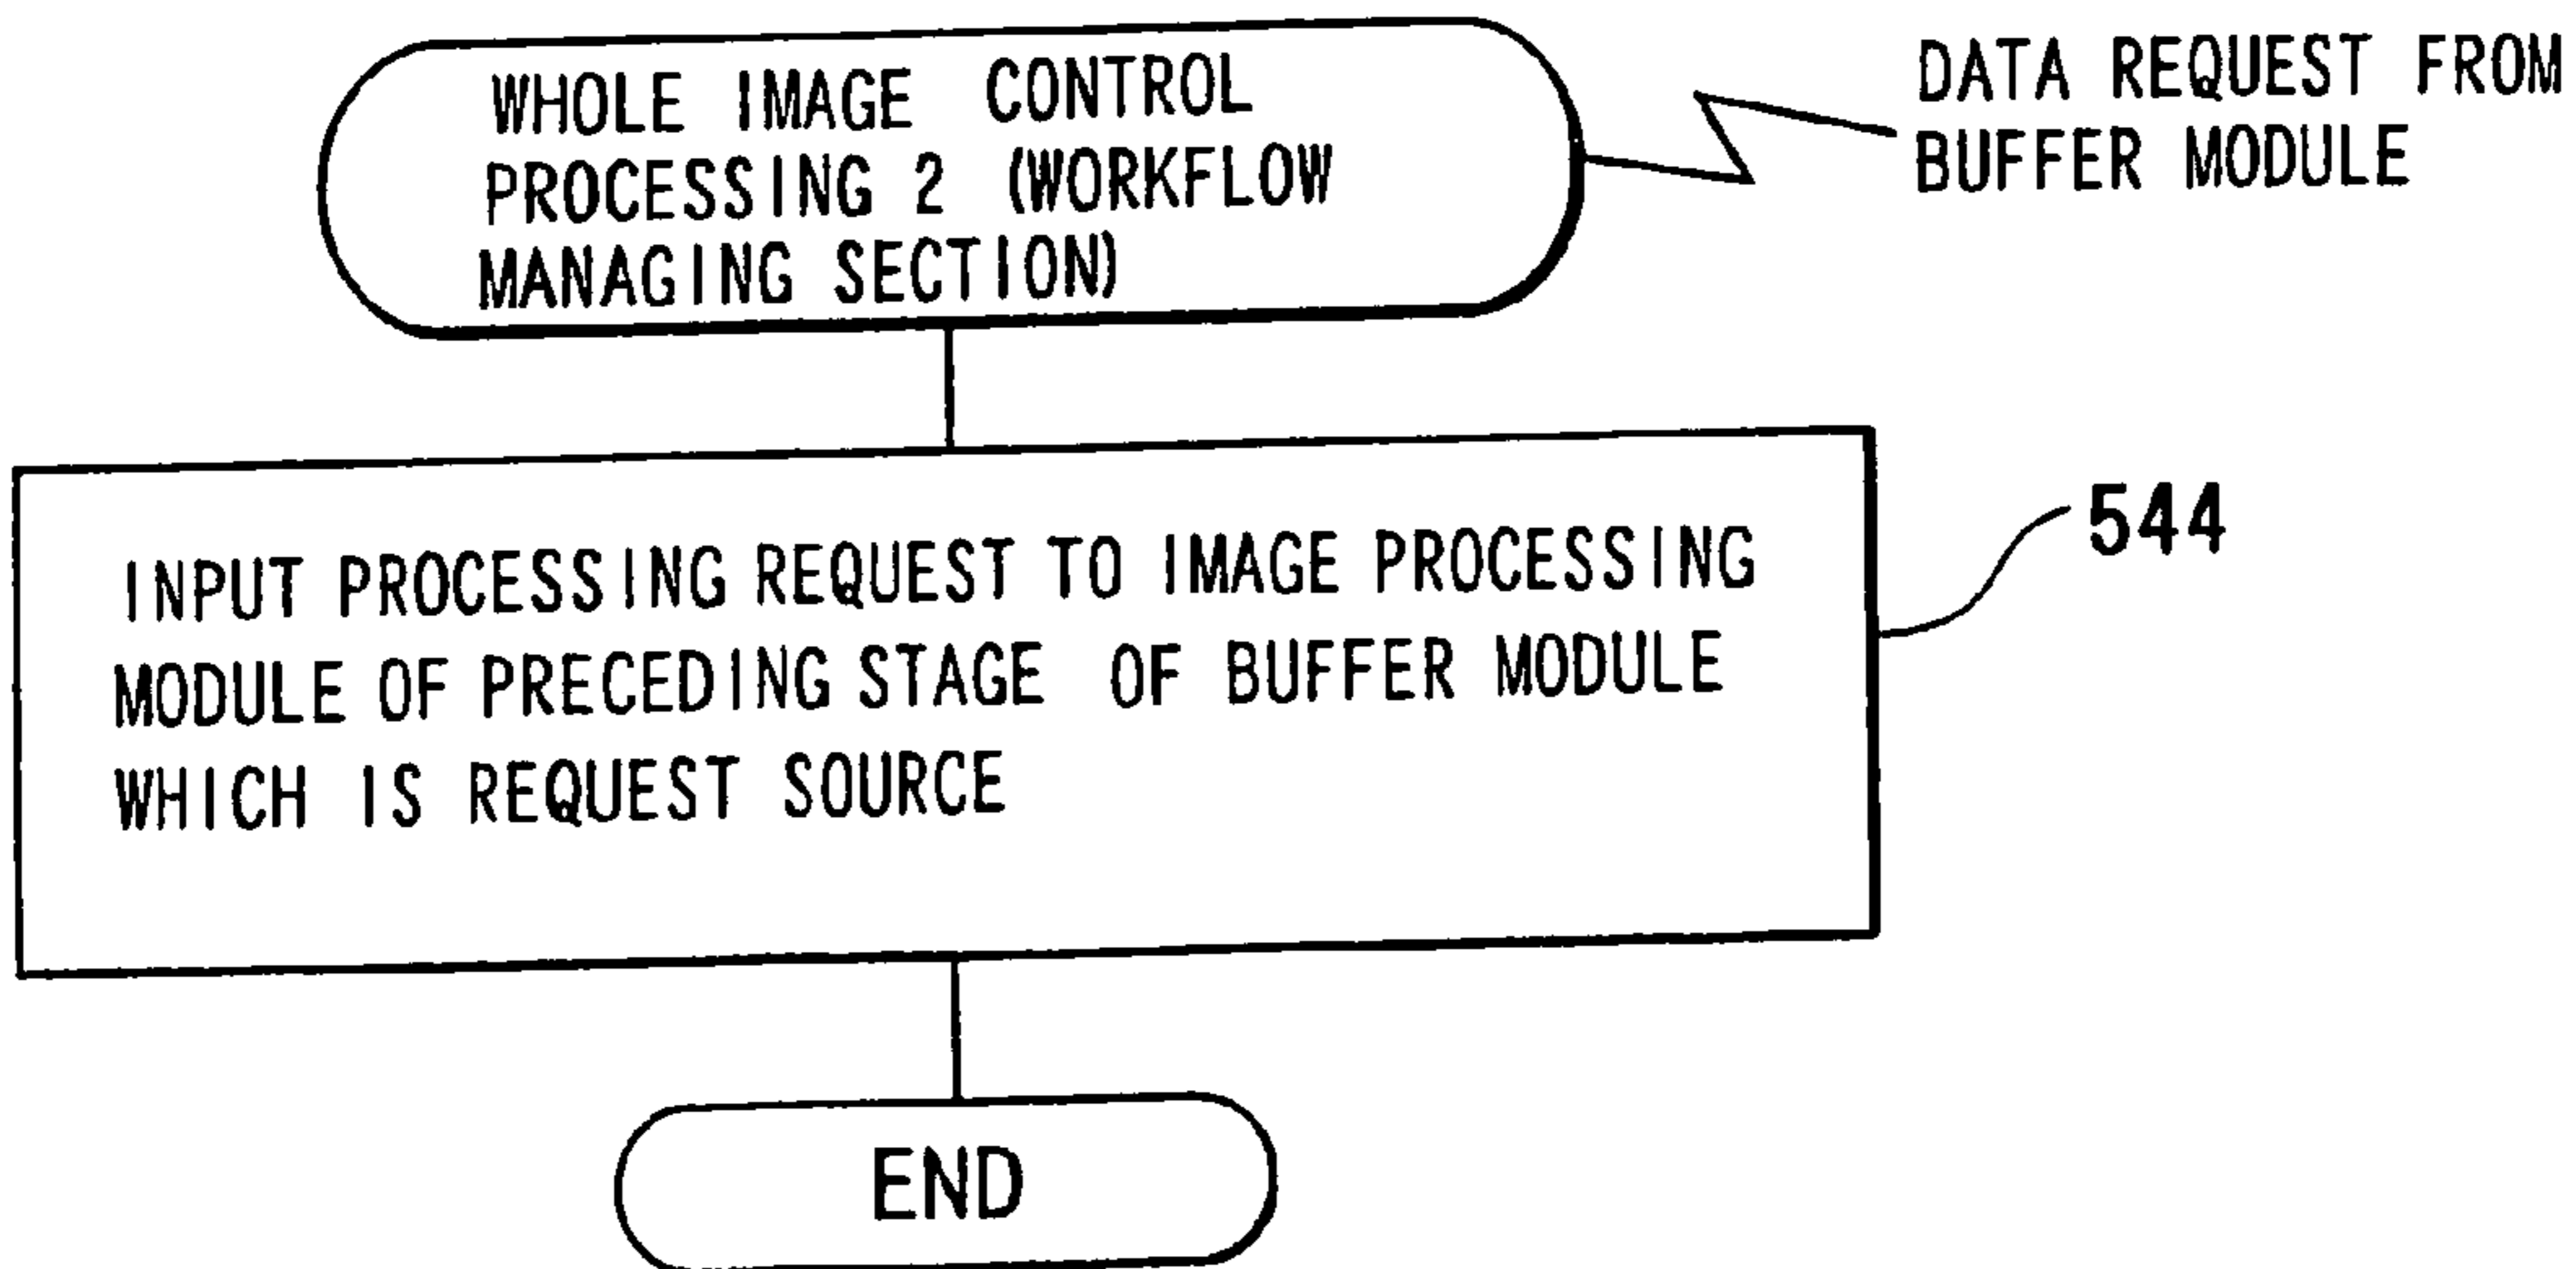 WHOLE IMAGE CONTROL
PROCESSING 2 (WORKFLOW
MANAGING SECTION)
DATA REQUEST FROM
BUFFER MODULE
INPUT PROCESSING REQUEST TO IMAGE PROCESSING
MODULE OF PRECEDING STAGE OF BUFFER MODULE
WHICH IS REQUEST SOURCE
544
END